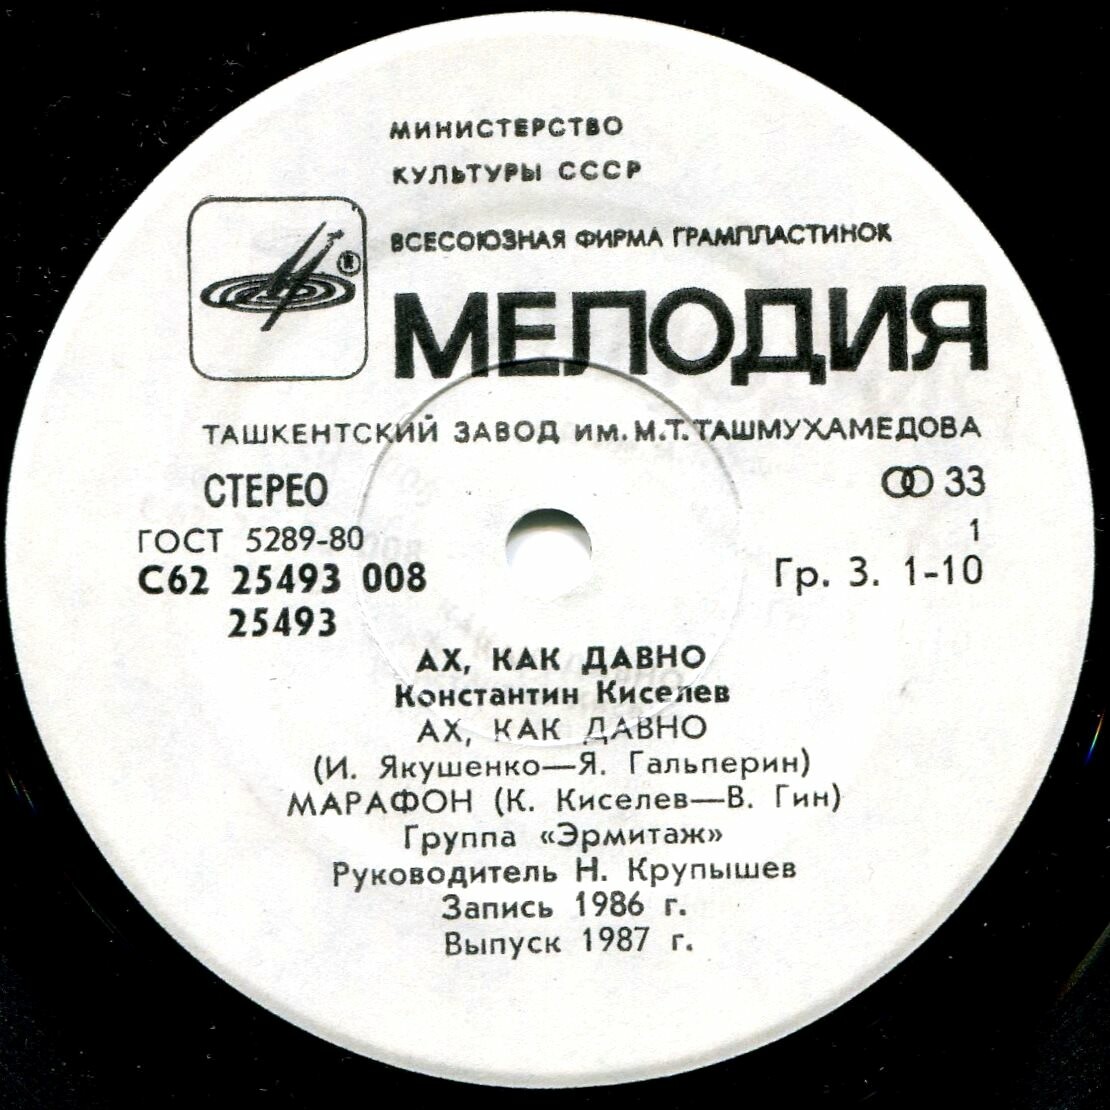 МИНИСТЕРСТВО
КУЛЬТУРЫ СССР
ВСЕСОЮЗНАЯ ФИРМА ГРАМПЛАСТИНОК
®
МЕЛОДИЯ
ТАШКЕНТСКИЙ ЗАВОД ИМ. М.Т.ТАШМУХАМЕДОВА
СТЕРЕО 33
ГОСТ 5289-80 1
С62 25493 008 Гр. 3. 1-10
25493
АХ, КАК ДАВНО
Константин Киселев
АХ, КАК ДАВНО
(И. Якушенко—Я. Гальперин)
МАРАФОН (К. Киселев—В. Гин)
Группа «Эрмитаж»
Руководитель Н. Крупышев
Запись 1986 г.
Выпуск 1987 г.